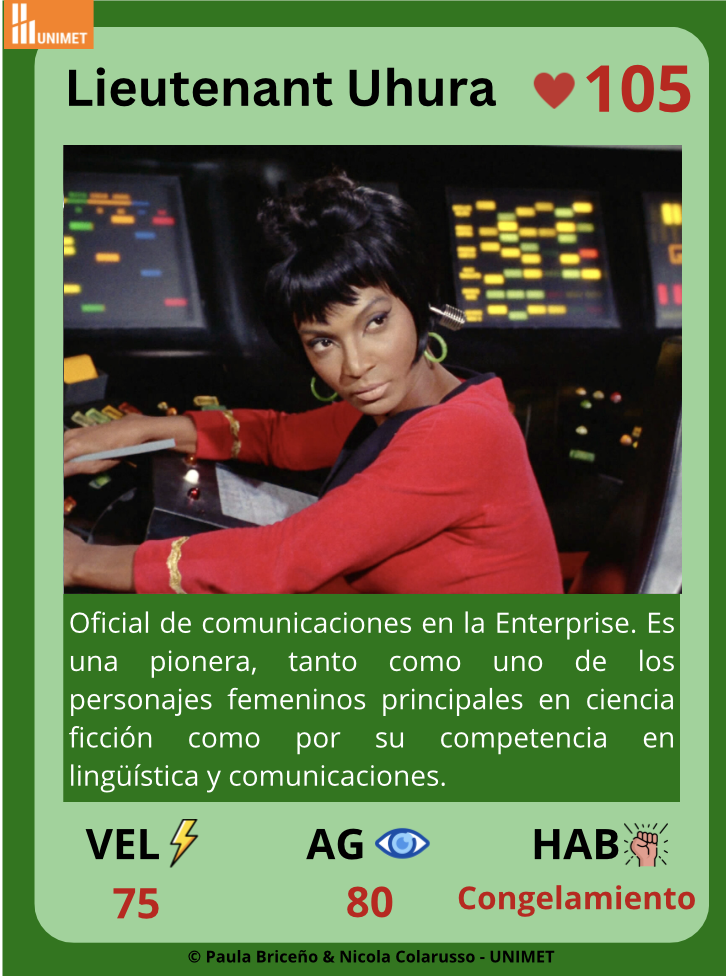 UNIMET
Lieutenant Uhura
105
Oficial de comunicaciones en la Enterprise. Es
una pionera, tanto como uno de los
personajes femeninos principales en ciencia
ficción como por su competencia en
lingüística y comunicaciones.
VEL AG HAB
75 80 Congelamiento
© Paula Briceño & Nicola Colarusso - UNIMET